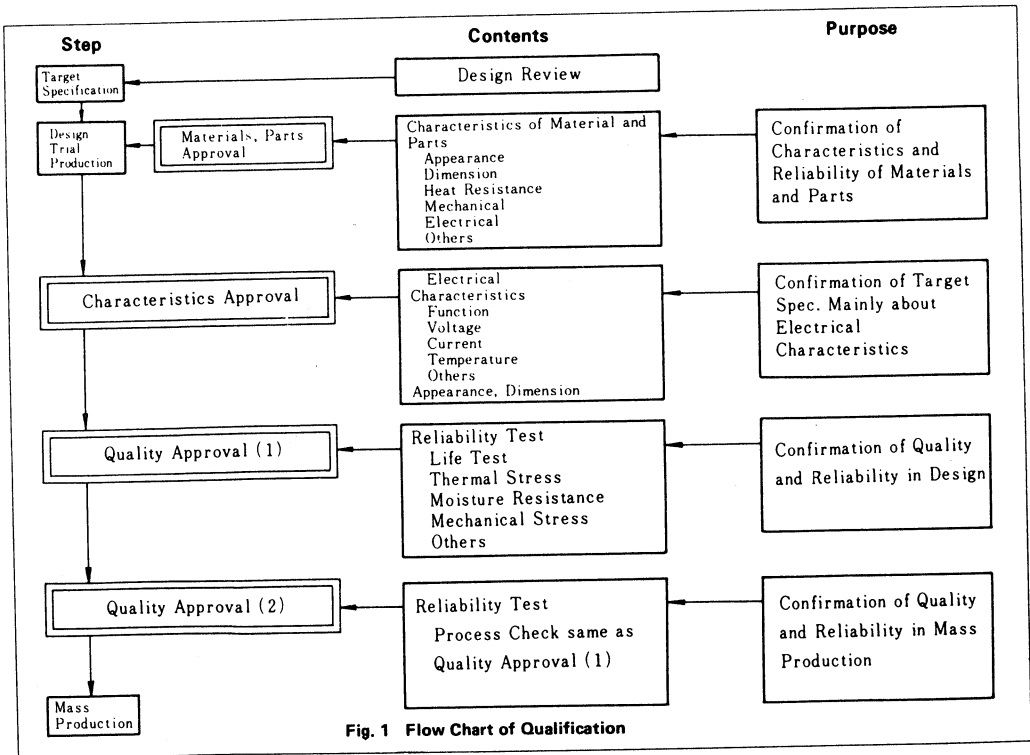 Step
Contents
Purpose
Target
Specification
Design Review
Design
Trial
Production
Materials, Parts
Approval
Characteristics of Material and
Parts
Appearance
Dimension
Heat Resistance
Mechanical
Electrical
Others
Confirmation of
Characteristics and
Reliability of Materials
and Parts
Characteristics Approval
Electrical
Characteristics
Function
Voltage
Current
Temperature
Others
Appearance, Dimension
Confirmation of Target
Spec. Mainly about
Electrical
Characteristics
Quality Approval (1)
Reliability Test
Life Test
Thermal Stress
Moisture Resistance
Mechanical Stress
Others
Confirmation of Quality
and Reliability in Design
Quality Approval (2)
Reliability Test
Process Check same as
Quality Approval (1)
Confirmation of Quality
and Reliability in Mass
Production
Mass
Production
Fig. 1 Flow Chart of Qualification